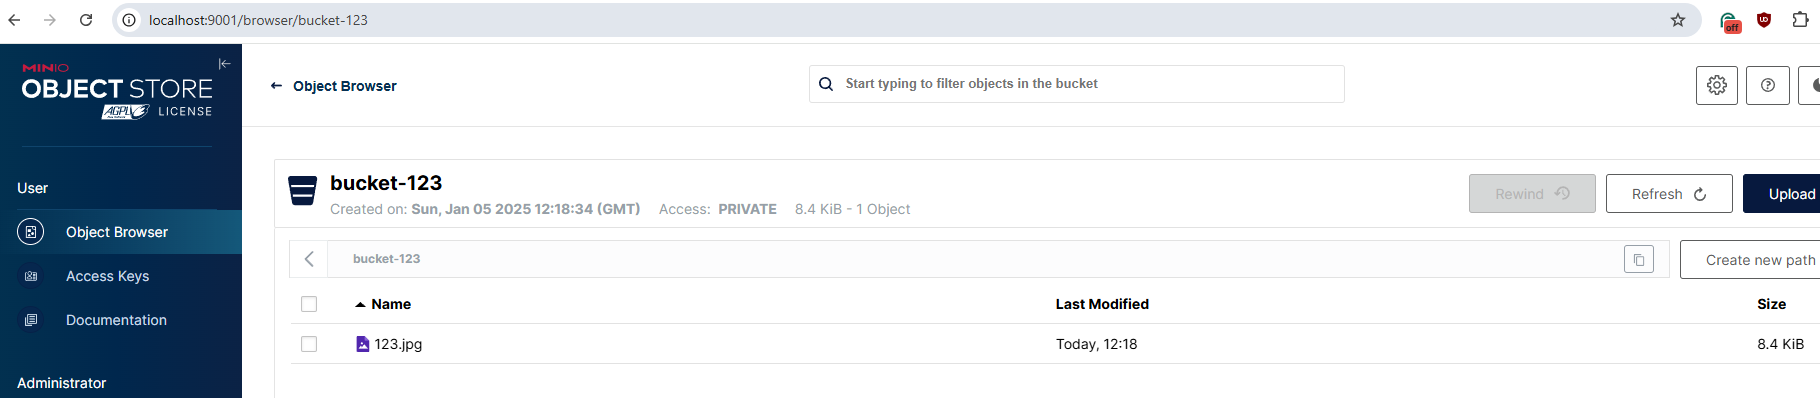 localhost:9001/browser/bucket-123
off
MINIO
OBJECT STORE
AGPLv3 LICENSE
← Object Browser
Start typing to filter objects in the bucket
User
Object Browser
Access Keys
Documentation
Administrator
bucket-123
Created on: Sun, Jan 05 2025 12:18:34 (GMT) Access: PRIVATE 8.4 KiB - 1 Object
Rewind Refresh Upload
bucket-123
Create new path
Name Last Modified Size
123.jpg Today, 12:18 8.4 KiB